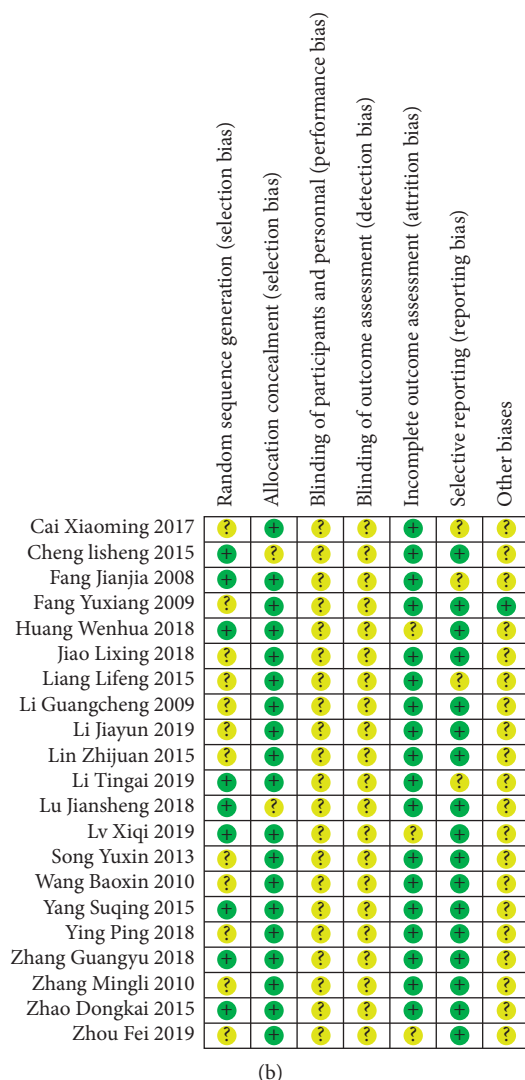 Random sequence generation (selection bias)
Allocation concealment (selection bias)
Blinding of participants and personnal (performance bias)
Blinding of outcome assessment (detection bias)
Incomplete outcome assessment (attrition bias)
Selective reporting (reporting bias)
Other biases
Cai Xiaoming 2017 ? + ? ? + ? ?
Cheng lisheng 2015 + ? ? ? + + ?
Fang Jianjia 2008 + + ? ? + ? ?
Fang Yuxiang 2009 ? + ? ? + + +
Huang Wenhua 2018 + + ? ? ? + ?
Jiao Lixing 2018 ? + ? ? + + ?
Liang Lifeng 2015 ? + ? ? + ? ?
Li Guangcheng 2009 ? + ? ? + + ?
Li Jiayun 2019 ? + ? ? + + ?
Lin Zhijuan 2015 ? + ? ? + + ?
Li Tingai 2019 + + ? ? + ? ?
Lu Jiansheng 2018 + ? ? ? + + ?
Lv Xiqi 2019 + + ? ? ? + ?
Song Yuxin 2013 ? + ? ? + + ?
Wang Baoxin 2010 ? + ? ? + + ?
Yang Suqing 2015 + + ? ? + + ?
Ying Ping 2018 ? + ? ? + + ?
Zhang Guangyu 2018 + + ? ? + + ?
Zhang Mingli 2010 ? + ? ? + + ?
Zhao Dongkai 2015 + + ? ? + + ?
Zhou Fei 2019 ? + ? ? ? + ?
(b)